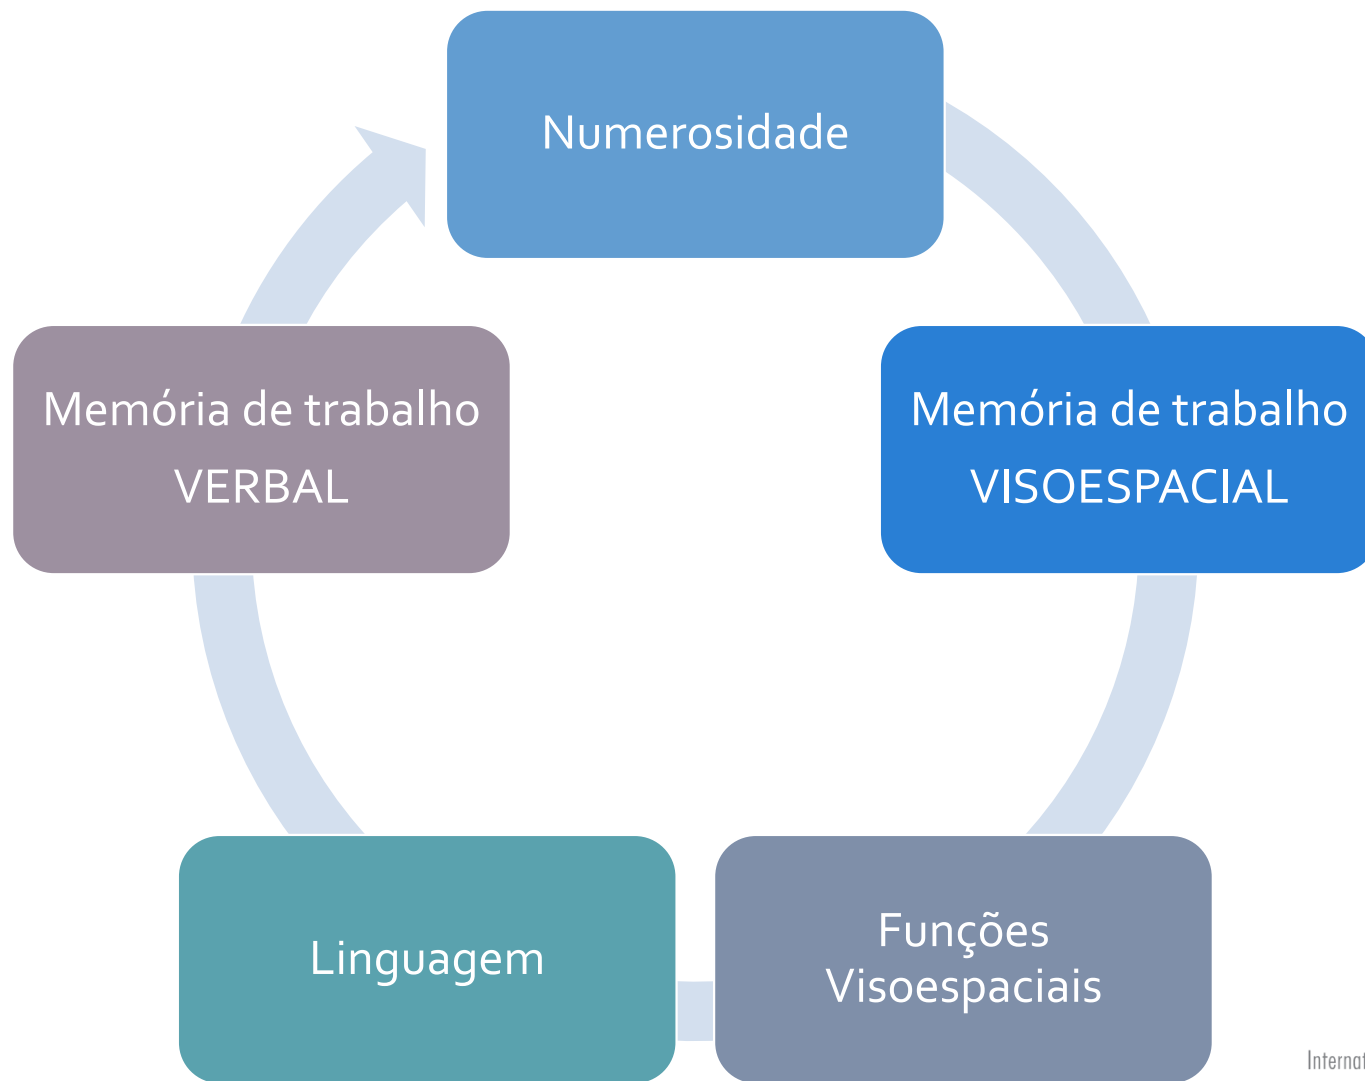 Numerosidade
Memória de trabalho
VERBAL
Memória de trabalho
VISOESPACIAL
Linguagem
Funções
Visoespaciais